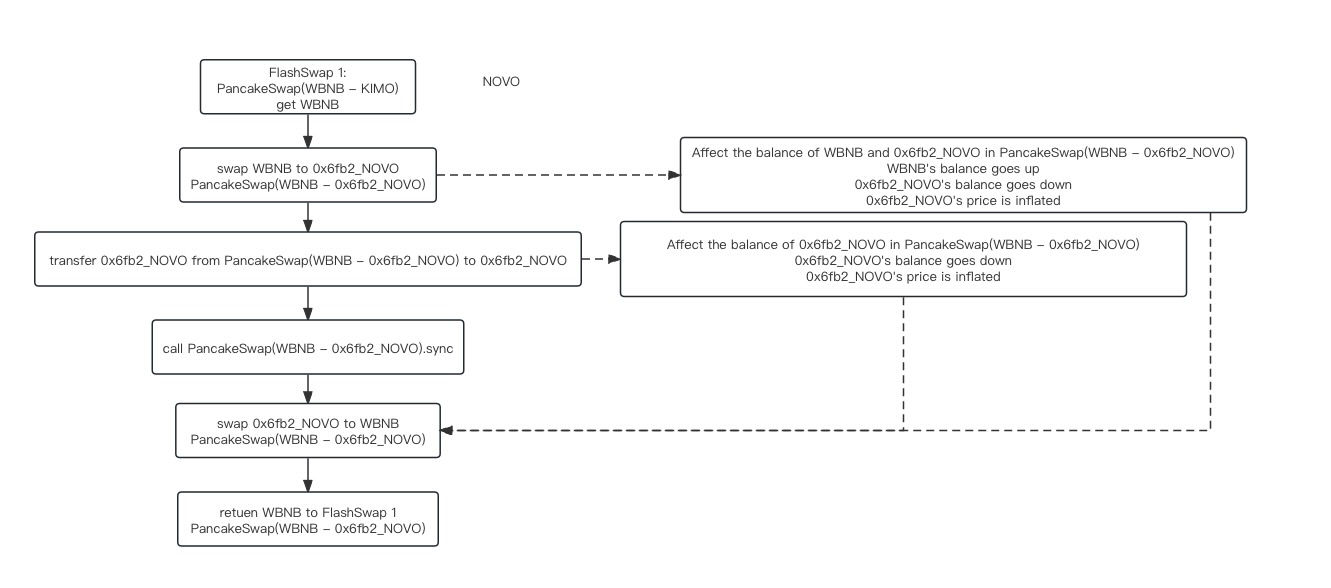 FlashSwap 1:
PancakeSwap(WBNB – KIMO)
get WBNB
NOVO
swap WBNB to 0x6fb2_NOVO
PancakeSwap(WBNB – 0x6fb2_NOVO)
Affect the balance of WBNB and 0x6fb2_NOVO in PancakeSwap(WBNB – 0x6fb2_NOVO)
WBNB's balance goes up
0x6fb2_NOVO's balance goes down
0x6fb2_NOVO's price is inflated
transfer 0x6fb2_NOVO from PancakeSwap(WBNB – 0x6fb2_NOVO) to 0x6fb2_NOVO
Affect the balance of 0x6fb2_NOVO in PancakeSwap(WBNB – 0x6fb2_NOVO)
0x6fb2_NOVO's balance goes down
0x6fb2_NOVO's price is inflated
call PancakeSwap(WBNB – 0x6fb2_NOVO).sync
swap 0x6fb2_NOVO to WBNB
PancakeSwap(WBNB – 0x6fb2_NOVO)
retuen WBNB to FlashSwap 1
PancakeSwap(WBNB – 0x6fb2_NOVO)